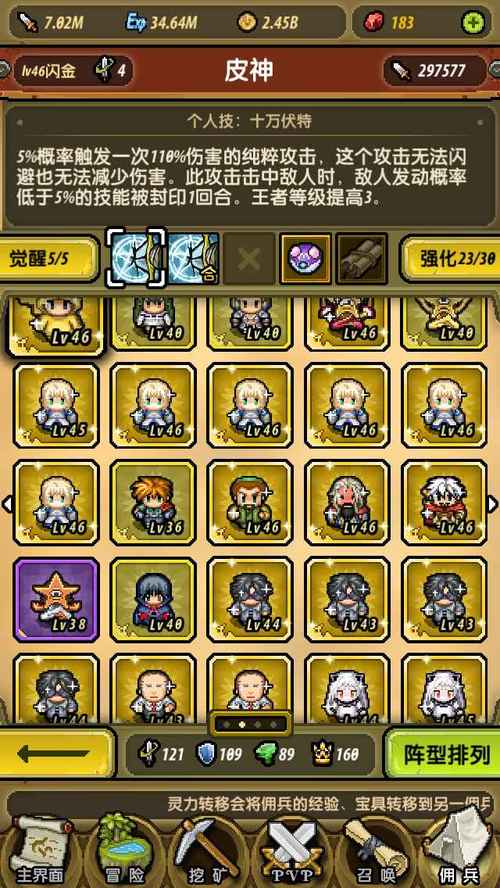 7.02M Exp 34.64M 2.45B 183
lv46闪金 4 皮神 297577
个人技：十万伏特
5%概率触发一次110%伤害的纯粹攻击，这个攻击无法闪
避也无法减少伤害。此攻击击中敌人时，敌人发动概率
低于5%的技能被封印1回合。王者等级提高3。
觉醒5/5 合 强化23/30
Lv46 Lv40 Lv40 Lv46 Lv40
Lv45 Lv46 Lv46 Lv46 Lv46
Lv46 Lv36 Lv46 Lv46 Lv46
Lv38 Lv40 Lv44 Lv43 Lv43
121 109 89 160 阵型排列
灵力转移会将佣兵的经验、宝具转移到另一佣
主界面 冒险 挖矿 PVP 召唤 佣兵